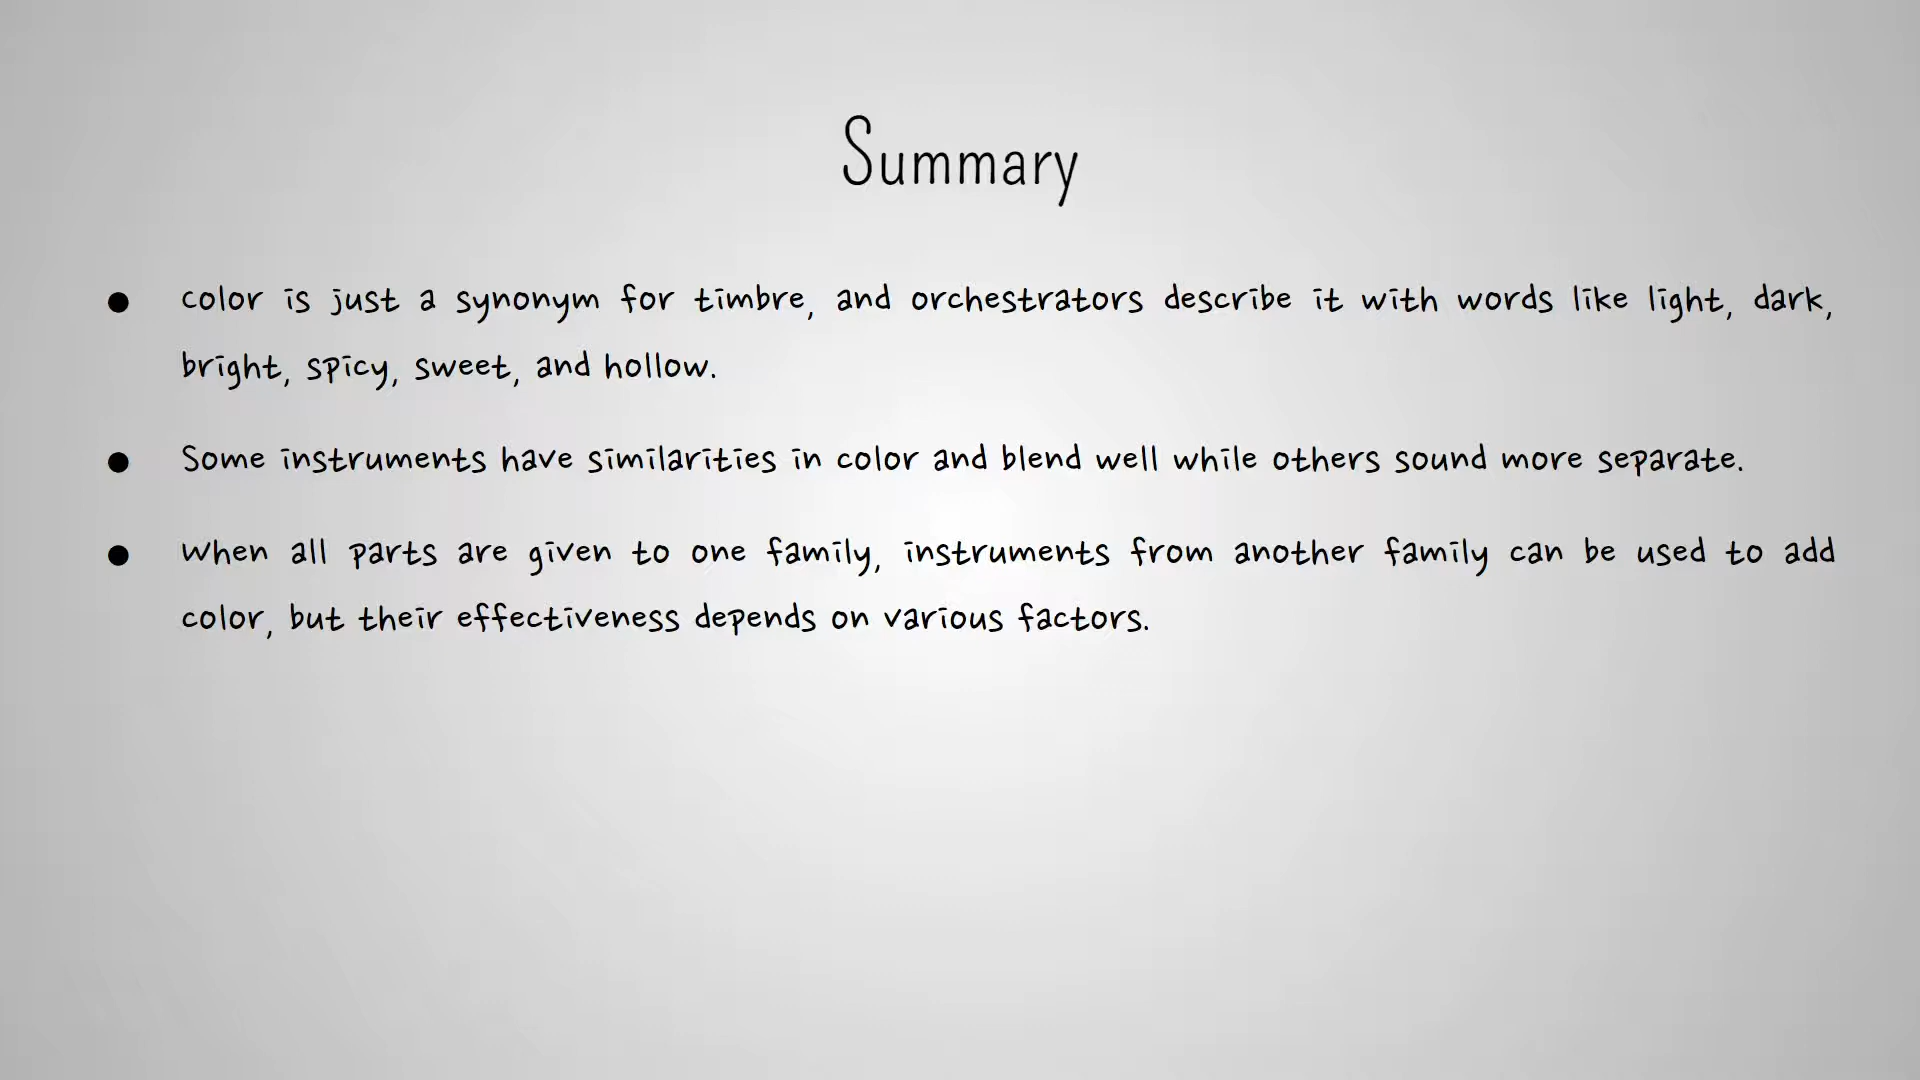 Summary
● color is just a synonym for timbre, and orchestrators describe it with words like light, dark,
bright, spicy, sweet, and hollow.
● Some instruments have similarities in color and blend well while others sound more separate.
● When all parts are given to one family, instruments from another family can be used to add
color, but their effectiveness depends on various factors.